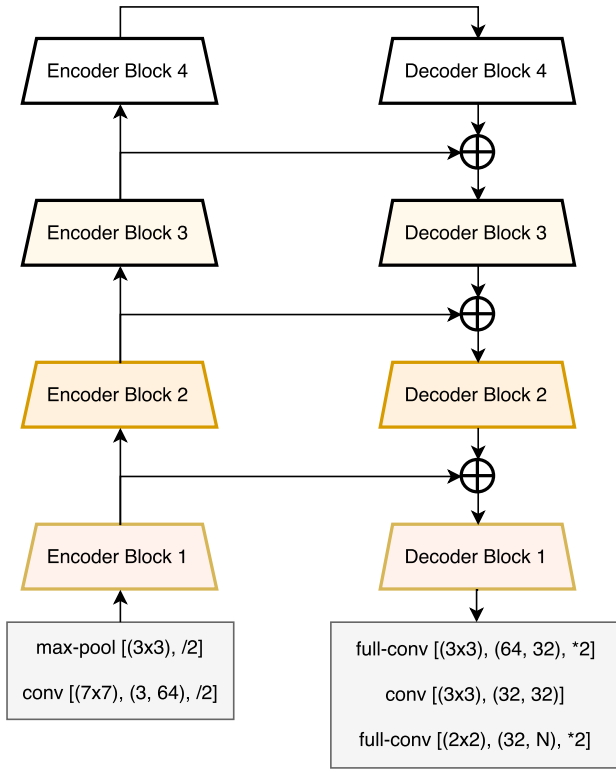 Encoder Block 4
Decoder Block 4
Encoder Block 3
Decoder Block 3
Encoder Block 2
Decoder Block 2
Encoder Block 1
Decoder Block 1
max-pool [(3x3), /2]
conv [(7x7), (3, 64), /2]
full-conv [(3x3), (64, 32), *2]
conv [(3x3), (32, 32)]
full-conv [(2x2), (32, N), *2]